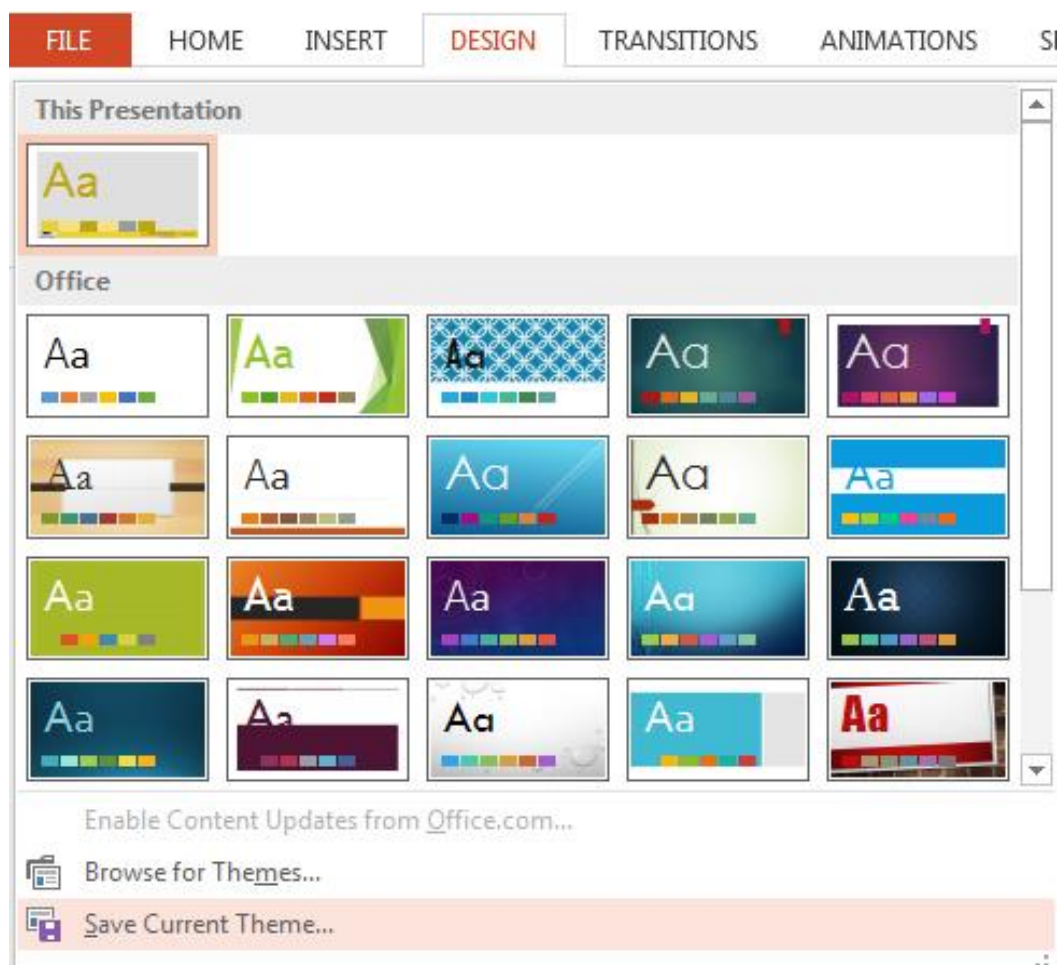 FILE HOME INSERT DESIGN TRANSITIONS ANIMATIONS
This Presentation
Aa
Office
Aa Aa Aa Aa Aa
Aa Aa Aa Aa Aa
Aa Aa Aa Aa Aa
Aa Aa Aa Aa Aa
Enable Content Updates from Office.com...
Browse for Themes...
Save Current Theme...